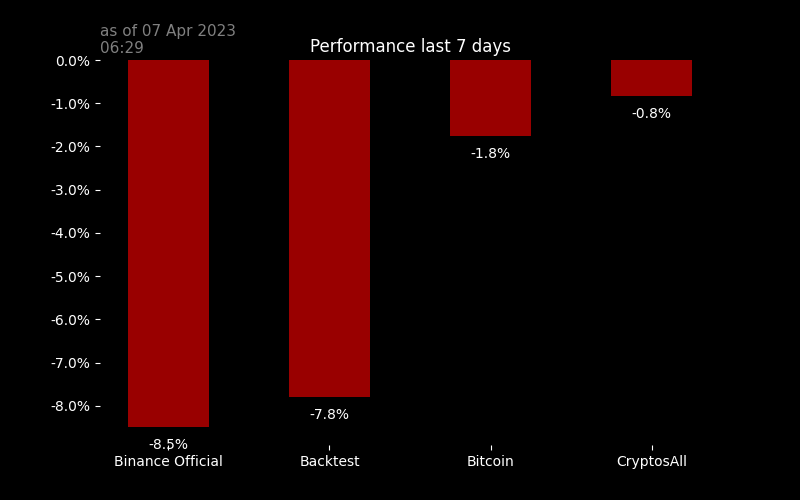 as of 07 Apr 2023
06:29
Performance last 7 days
0.0%
-1.0%
-2.0%
-3.0%
-4.0%
-5.0%
-6.0%
-7.0%
-8.0%
-8.5%
-7.8%
-1.8%
-0.8%
Binance Official
Backtest
Bitcoin
CryptosAll